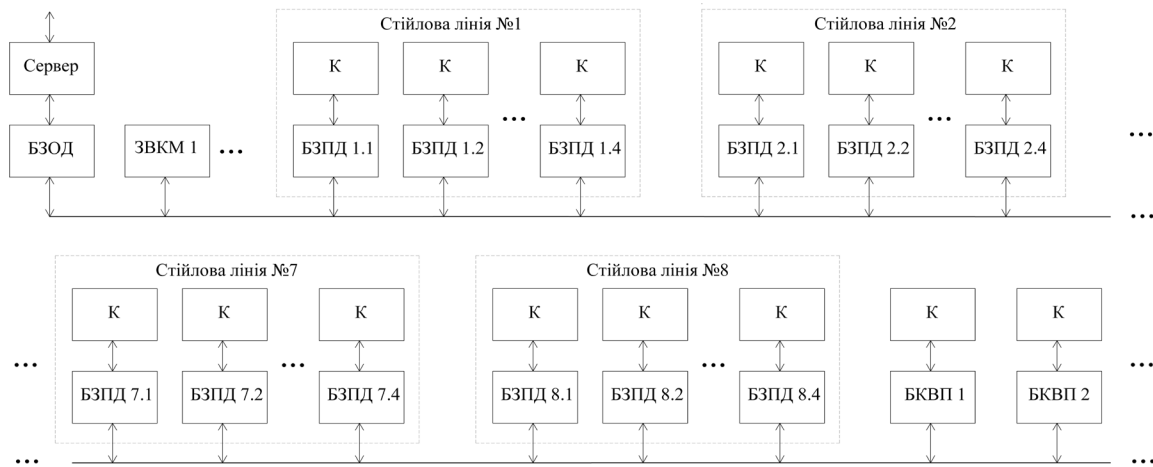 Стійлова лінія №1
Стійлова лінія №2
Сервер
К
К
К
К
К
К
БЗОД
ЗВКМ 1
...
БЗПД 1.1
БЗПД 1.2
...
БЗПД 1.4
БЗПД 2.1
БЗПД 2.2
...
БЗПД 2.4
...
...
Стійлова лінія №7
Стійлова лінія №8
К
К
К
К
К
К
К
К
...
БЗПД 7.1
БЗПД 7.2
...
БЗПД 7.4
БЗПД 8.1
БЗПД 8.2
...
БЗПД 8.4
БКВП 1
БКВП 2
...
...
...